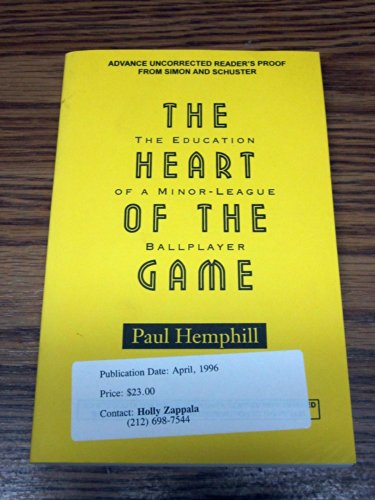 ADVANCE UNCORRECTED READER'S PROOF
FROM SIMON AND SCHUSTER
THE
THE EDUCATION
HEART
OF A MINOR-LEAGUE
OF THE
BALLPLAYER
GAME
Paul Hemphill
Publication Date: April, 1996
Price: $23.00
Contact: Holly Zappala
(212) 698-7544